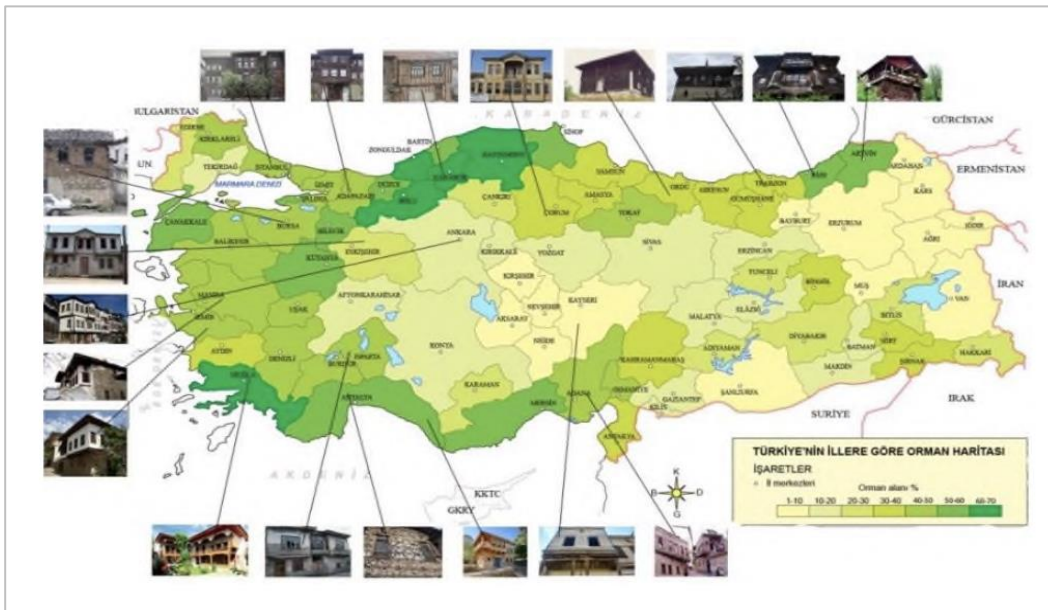 BULGARISTAN
KARADENİZ
GÜRCİSTAN
ERMENİSTAN
EDİRNE
KIRKLARELİ
TEKİRDAĞ
İSTANBUL
MARMARA DENİZİ
YALOVA
İZMİT
ADAPAZARI
DÜZCE
ZONGULDAK
BARTIN
KARABÜK
KASTAMONU
SİNOP
BOLU
SAMSUN
ORDU
GİRESUN
TRABZON
RİZE
ARTVİN
ARDAHAN
KARS
IĞDIR
ÇANAKKALE
BALIKESİR
BURSA
BİLECİK
ESKİŞEHİR
KÜTAHYA
ANKARA
ÇANKIRI
ÇORUM
AMASYA
TOKAT
GÜMÜŞHANE
BAYBURT
ERZURUM
AĞRI
KIRIKKALE
YOZGAT
SİVAS
ERZİNCAN
TUNCELİ
BİNGÖL
MUŞ
VAN
İRAN
MANİSA
İZMİR
UŞAK
AFYONKARAHİSAR
KIRŞEHİR
NEVŞEHİR
KAYSERİ
AKSARAY
NİĞDE
MALATYA
ELAZIĞ
DİYARBAKIR
BATMAN
BİTLİS
SİİRT
ŞIRNAK
HAKKARİ
AYDIN
DENİZLİ
BURDUR
ISPARTA
KONYA
KARAMAN
KAHRAMANMARAŞ
ADIYAMAN
ŞANLIURFA
MARDİN
MUĞLA
ANTALYA
MERSİN
ADANA
OSMANİYE
GAZİANTEP
KİLİS
ANTAKYA
SURİYE
IRAK
AKDENİZ
KKTC
GKRY
K
B
D
G
TÜRKİYE'NİN İLLERE GÖRE ORMAN HARİTASI
İŞARETLER
İl merkezleri
Orman alanı %
1-10 10-20 20-30 30-40 40-50 50-60 60-70